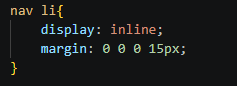 nav li{
    display: inline;
    margin: 0 0 0 15px;
}